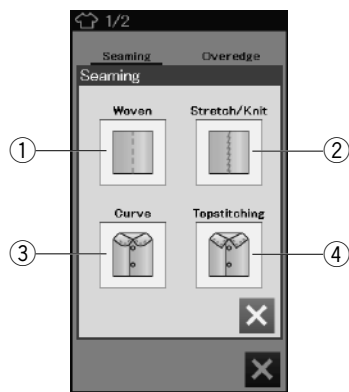 1/2
Seaming Overedge
Seaming
Woven Stretch/Knit
1 2
Curve Topstitching
3 4